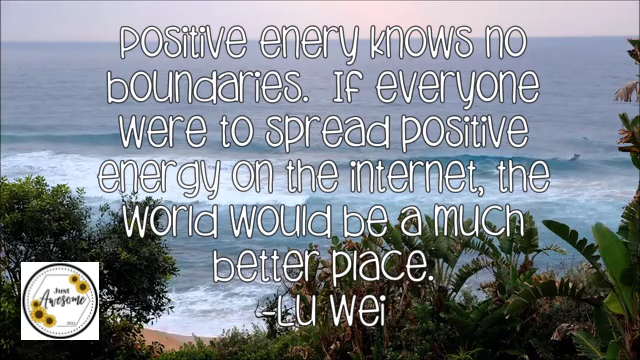 Positive enery knows no
boundaries. If everyone
were to spread positive
energy on the internet, the
world would be a much
better place.
-Lu Wei
Just
Awesome